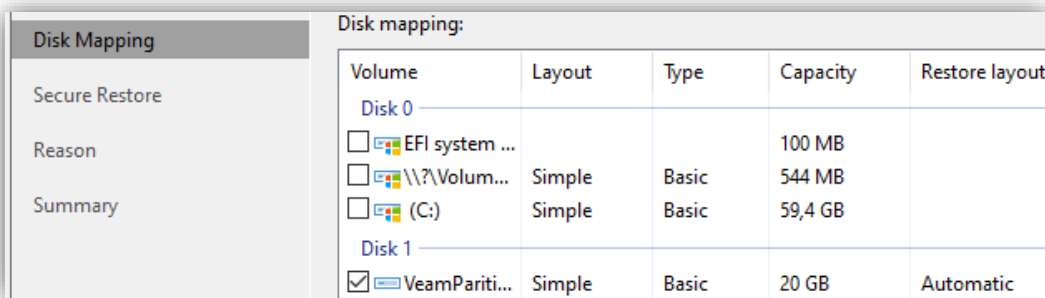 Disk Mapping
Secure Restore
Reason
Summary
Disk mapping:
Volume Layout Type Capacity Restore layout
Disk 0
EFI system ... 100 MB
\\?\Volum... Simple Basic 544 MB
(C:) Simple Basic 59,4 GB
Disk 1
VeamPariti... Simple Basic 20 GB Automatic